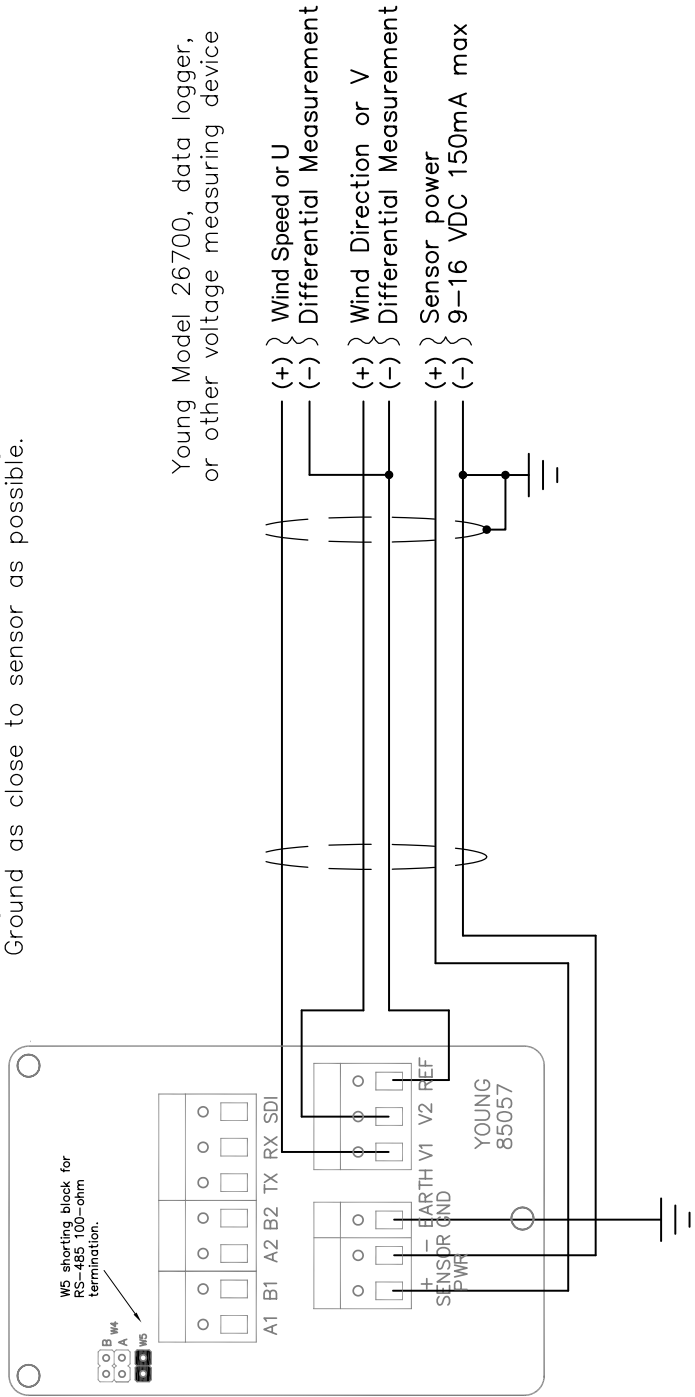 Ground as close to sensor as possible.
Young Model 26700, data logger,
or other voltage measuring device
(+) Wind Speed or U
(-) Differential Measurement
(+) Wind Direction or V
(-) Differential Measurement
(+) Sensor power
(-) 9-16 VDC 150mA max
W5 shorting block for
RS-485 100-ohm
termination.
B
A
W4
W5
A1 B1 A2 B2 TX RX SDI
+ - EARTH V1 V2 REF
SENSOR GND
PWR
YOUNG
85057